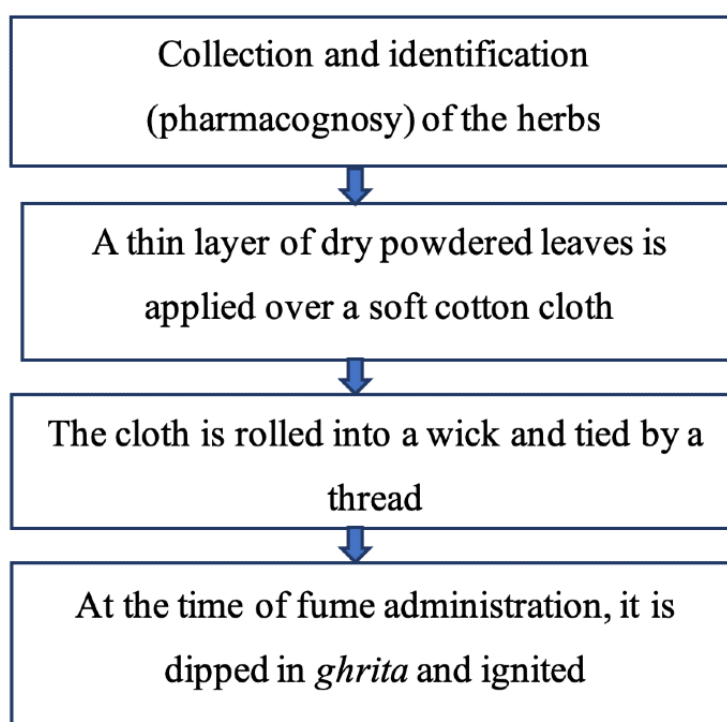 Collection and identification
(pharmacognosy) of the herbs
A thin layer of dry powdered leaves is
applied over a soft cotton cloth
The cloth is rolled into a wick and tied by a
thread
At the time of fume administration, it is
dipped in ghrita and ignited